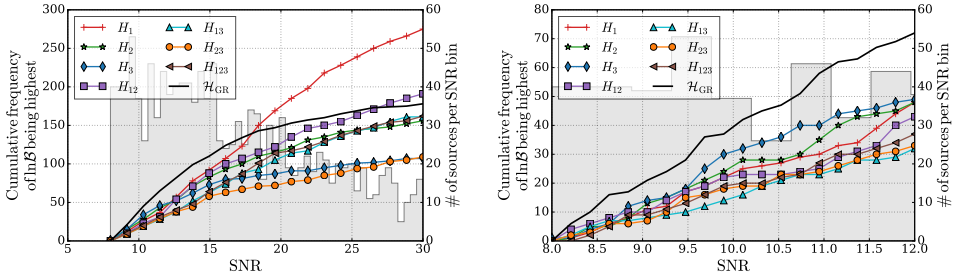 Cumulative frequency
of ln B being highest
300
250
200
150
100
50
0
5
10
15
20
25
30
SNR
H1
H2
H3
H12
H13
H23
H123
HGR
60
50
40
30
20
10
0
# of sources per SNR bin
Cumulative frequency
of ln B being highest
80
70
60
50
40
30
20
10
0
8.0
8.5
9.0
9.5
10.0
10.5
11.0
11.5
12.0
SNR
H1
H2
H3
H12
H13
H23
H123
HGR
60
50
40
30
20
10
0
# of sources per SNR bin